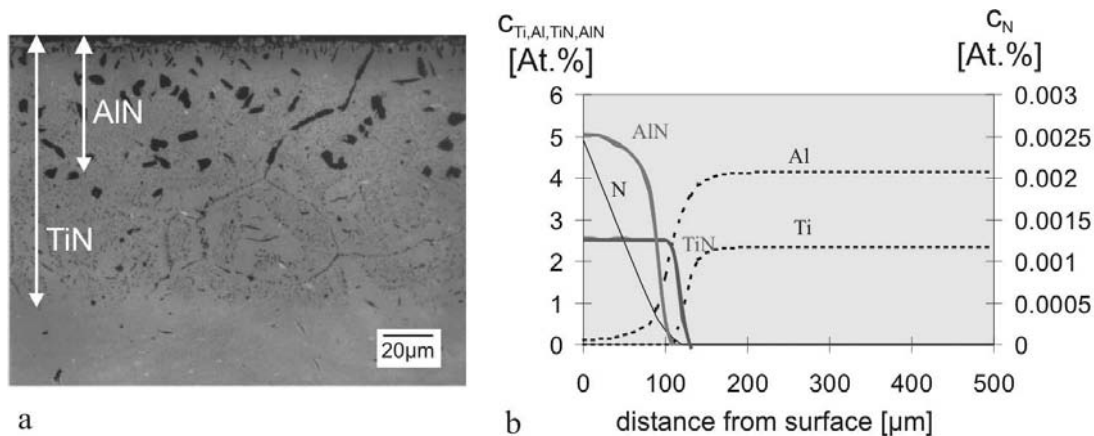 AlN
TiN
20µm
a
c_Ti,Al,TiN,AlN
[At.%]
c_N
[At.%]
6
5
4
3
2
1
0
AlN
N
TiN
Al
Ti
0.003
0.0025
0.002
0.0015
0.001
0.0005
0
0 100 200 300 400 500
distance from surface [µm]
b